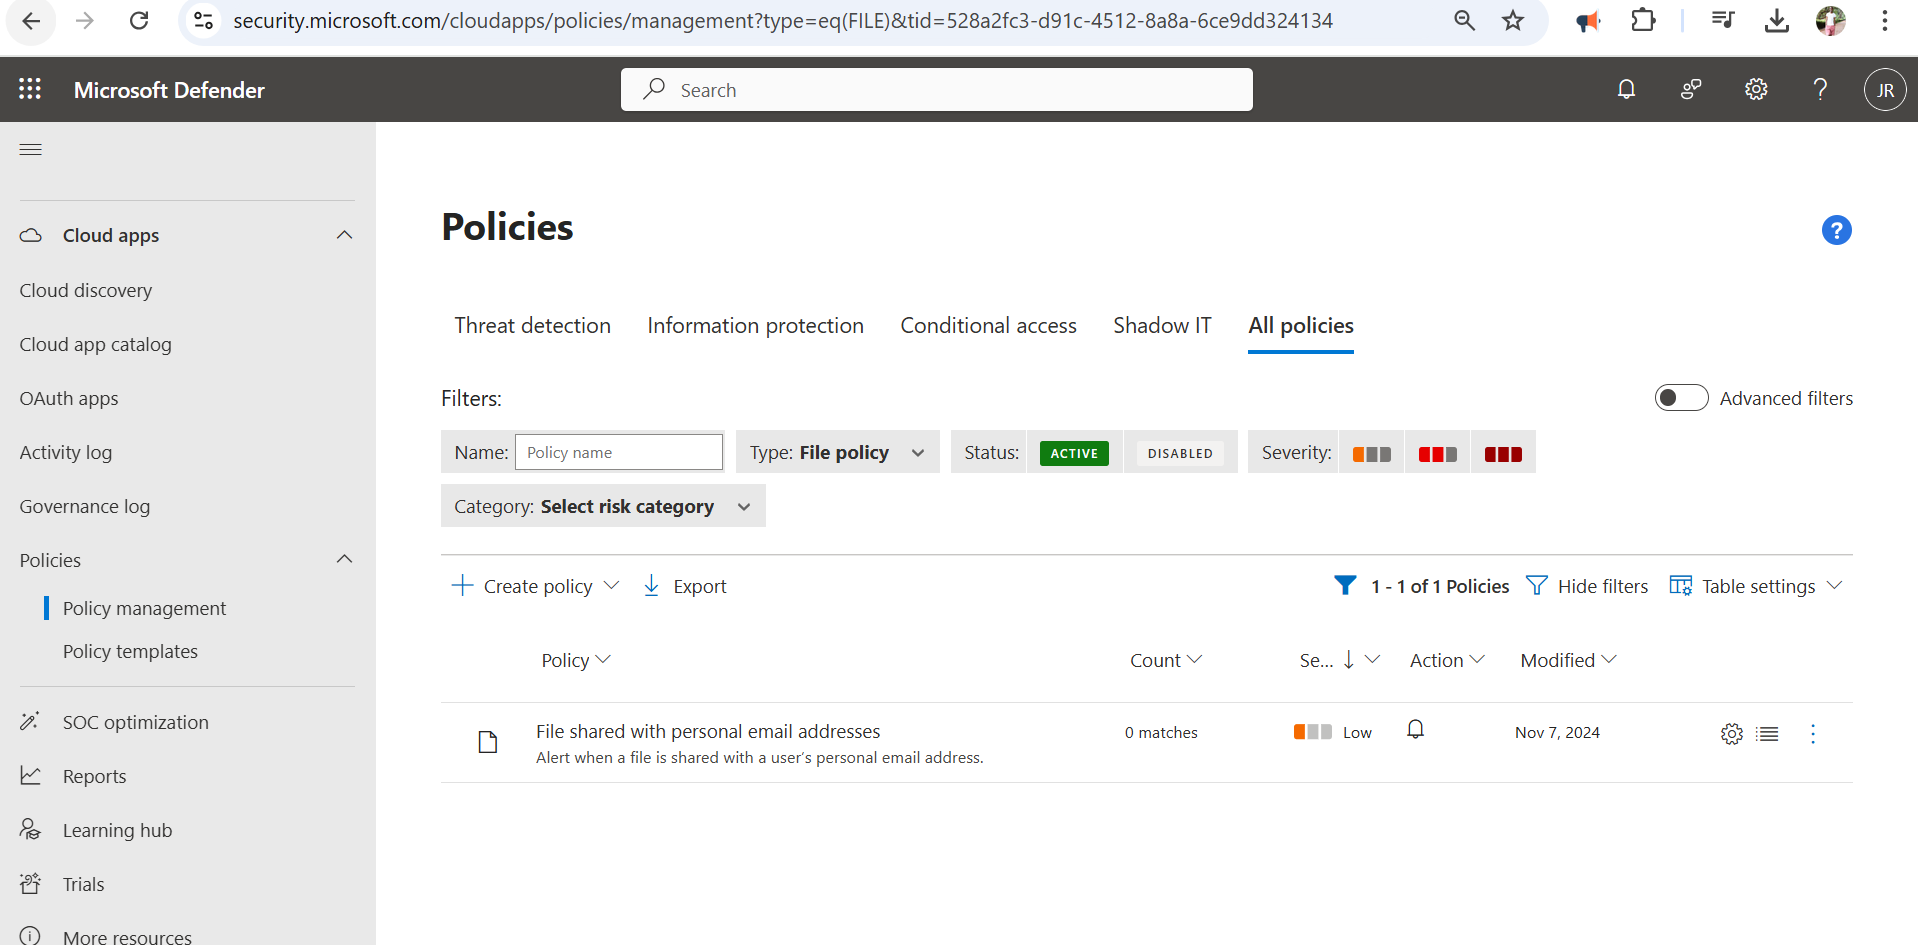 security.microsoft.com/cloudapps/policies/management?type=eq(FILE)&tid=528a2fc3-d91c-4512-8a8a-6ce9dd324134
Microsoft Defender
Search
JR
Cloud apps
Cloud discovery
Cloud app catalog
OAuth apps
Activity log
Governance log
Policies
Policy management
Policy templates
SOC optimization
Reports
Learning hub
Trials
More resources
Policies
?
Threat detection Information protection Conditional access Shadow IT All policies
Filters:
Advanced filters
Name: Policy name Type: File policy Status: ACTIVE DISABLED Severity:
Category: Select risk category
Create policy Export 1 - 1 of 1 Policies Hide filters Table settings
Policy Count Se... Action Modified
File shared with personal email addresses 0 matches Low Nov 7, 2024
Alert when a file is shared with a user's personal email address.